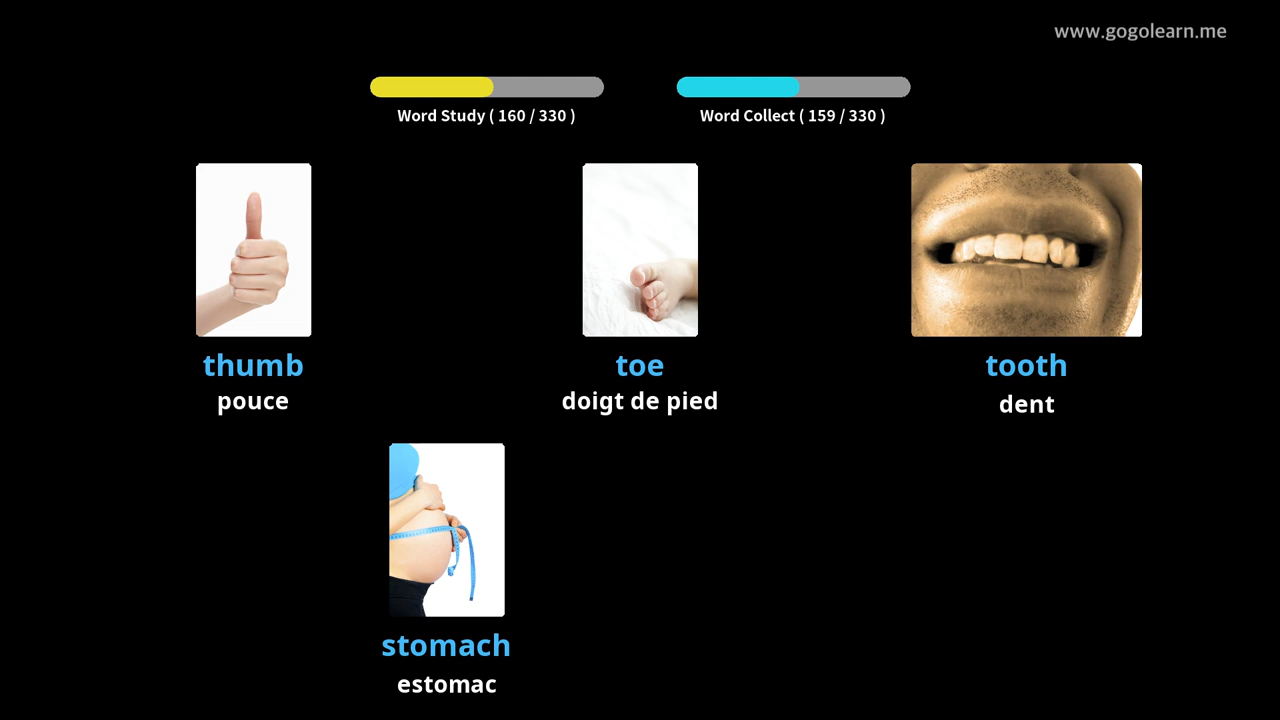 www.gogolearn.me
Word Study ( 160 / 330 )
Word Collect ( 159 / 330 )
thumb
pouce
toe
doigt de pied
tooth
dent
stomach
estomac